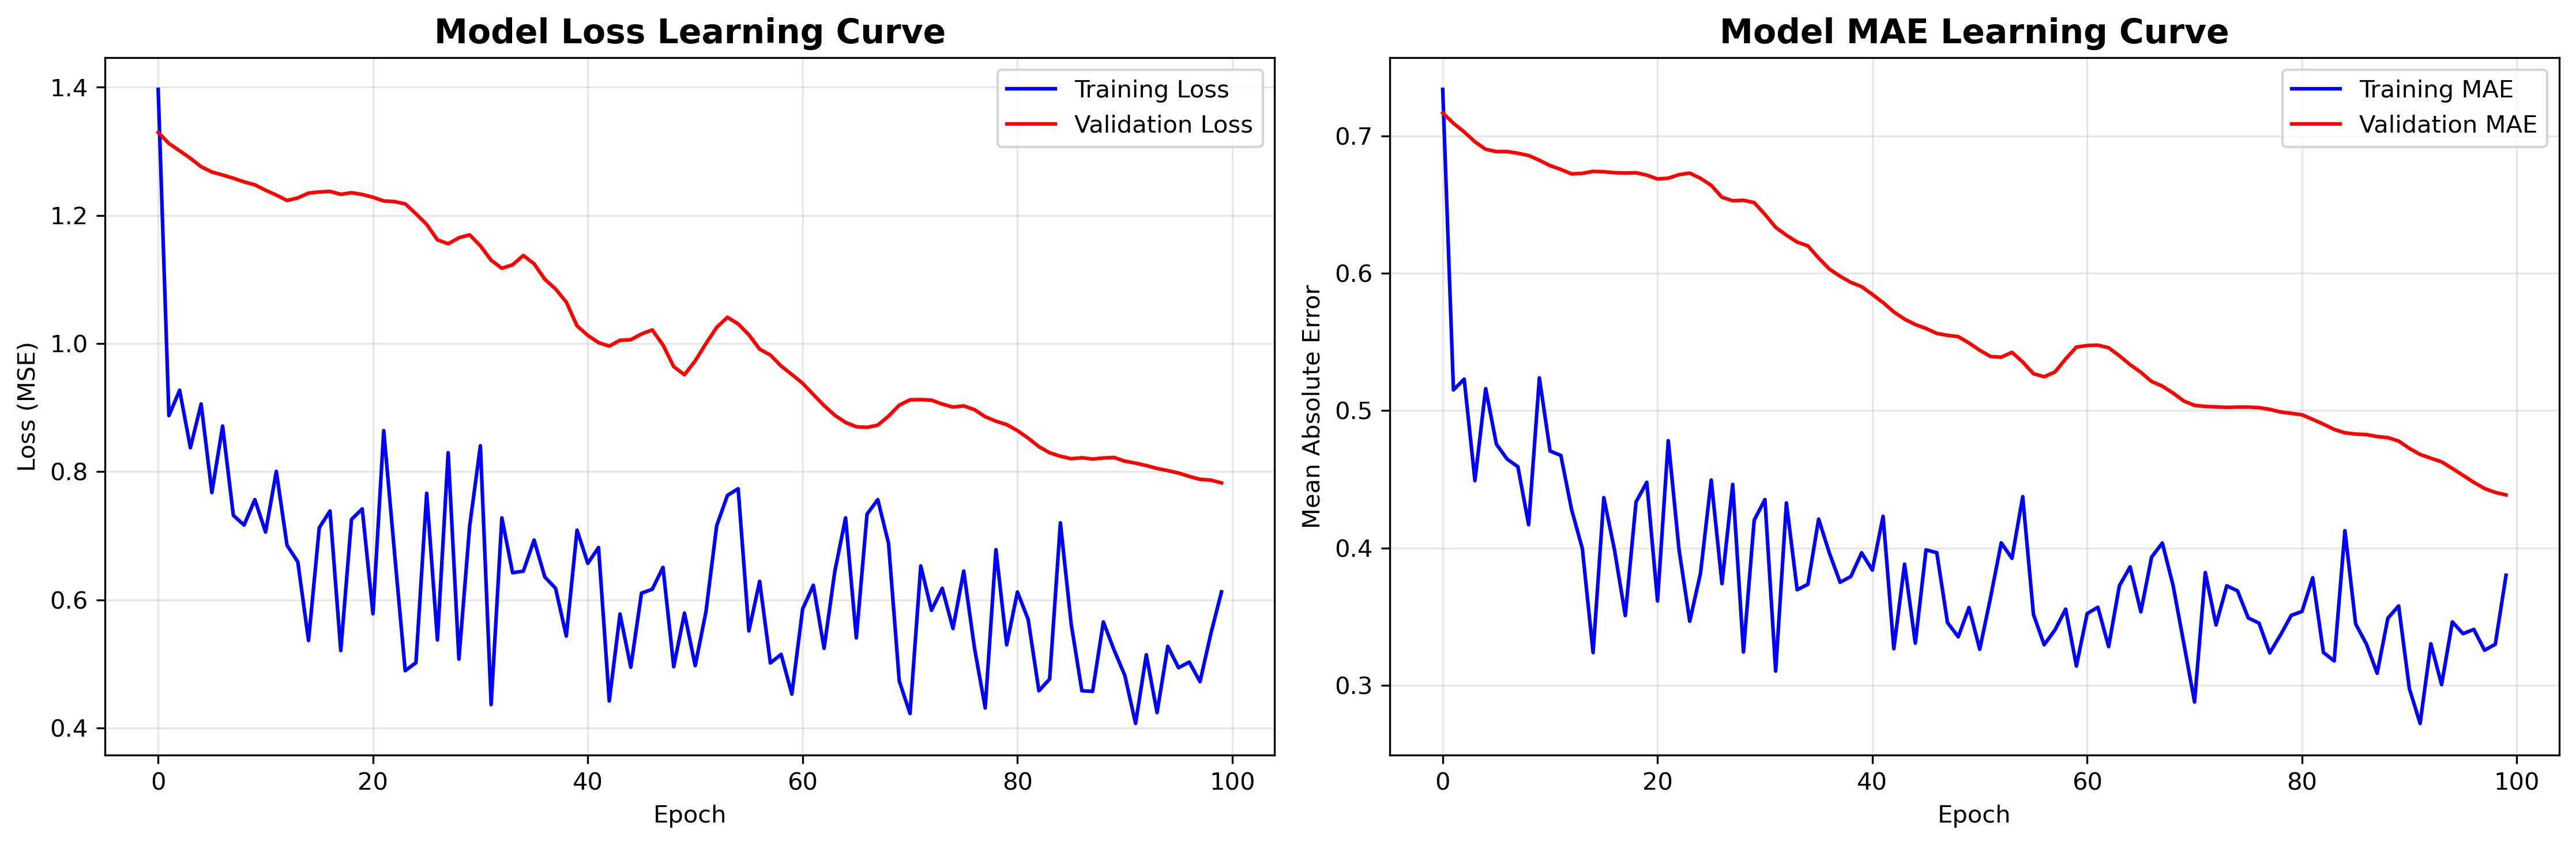 Model Loss Learning Curve
Training Loss
Validation Loss
Loss (MSE)
1.4
1.2
1.0
0.8
0.6
0.4
0 20 40 60 80 100
Epoch
Model MAE Learning Curve
Training MAE
Validation MAE
Mean Absolute Error
0.7
0.6
0.5
0.4
0.3
0 20 40 60 80 100
Epoch